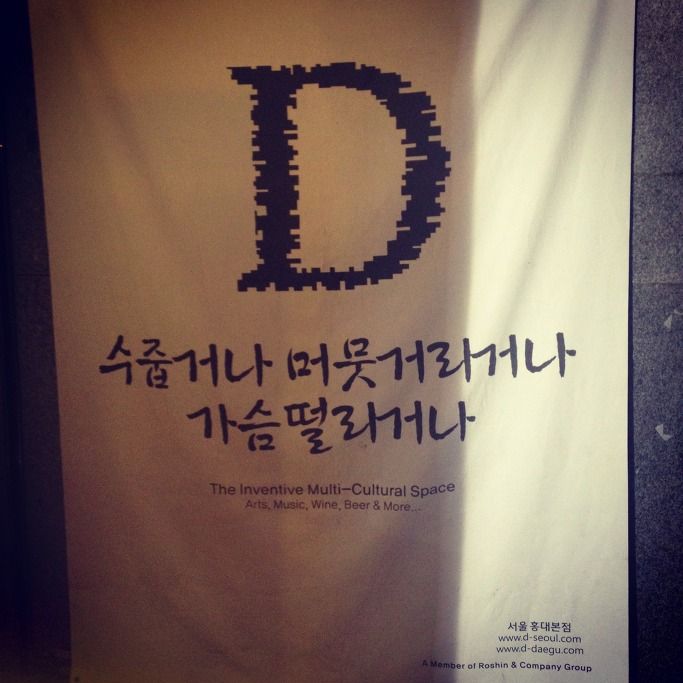 D
수줍거나 머뭇거리거나
가슴떨리거나
The Inventive Multi-Cultural Space
Arts, Music, Wine, Beer & More...
서울 홍대본점
www.d-seoul.com
www.d-daegu.com
A Member of Roshin & Company Group